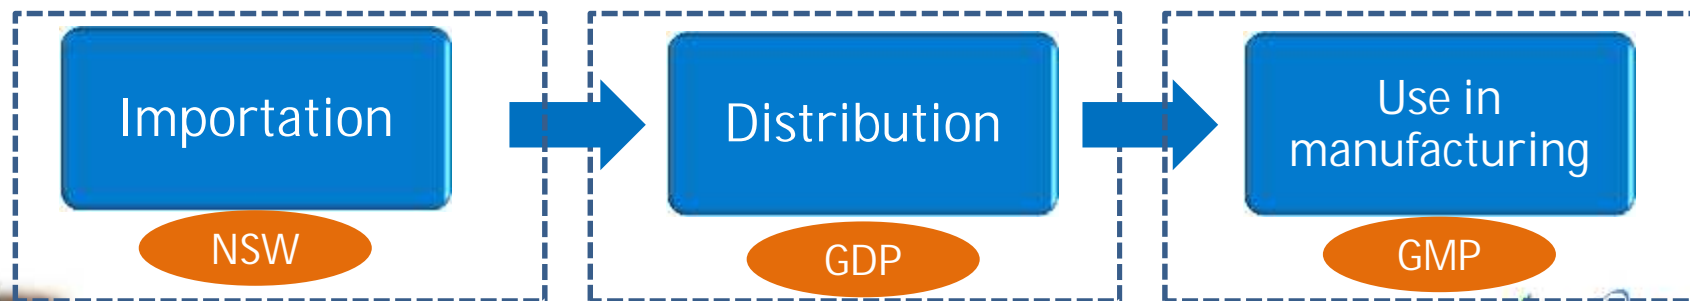 Importation
NSW
Distribution
GDP
Use in
manufacturing
GMP